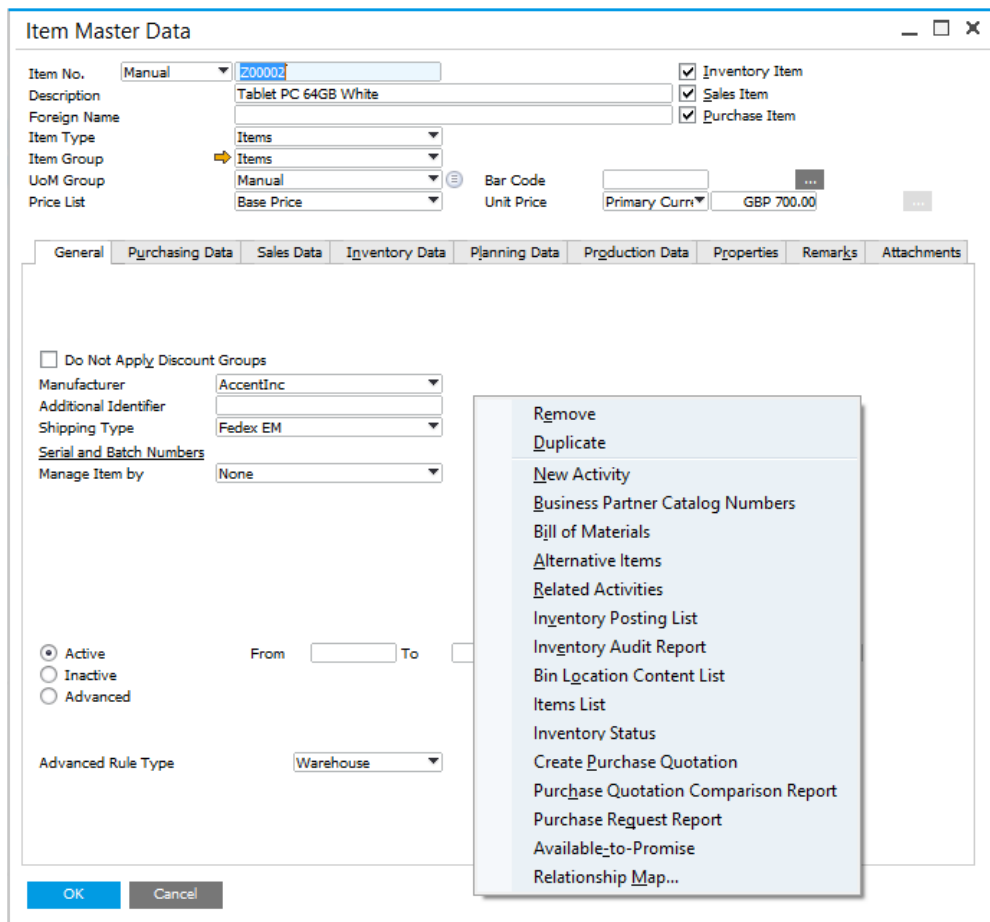 Item Master Data
Item No. Manual Z00002 Inventory Item
Description Tablet PC 64GB White Sales Item
Foreign Name Purchase Item
Item Type Items
Item Group Items
UoM Group Manual Bar Code ...
Price List Base Price Unit Price Primary Curre GBP 700.00 ...
General Purchasing Data Sales Data Inventory Data Planning Data Production Data Properties Remarks Attachments
Do Not Apply Discount Groups
Manufacturer AccentInc
Additional Identifier
Shipping Type Fedex EM
Serial and Batch Numbers
Manage Item by None
Active From To
Inactive
Advanced
Advanced Rule Type Warehouse
Remove
Duplicate
New Activity
Business Partner Catalog Numbers
Bill of Materials
Alternative Items
Related Activities
Inventory Posting List
Inventory Audit Report
Bin Location Content List
Items List
Inventory Status
Create Purchase Quotation
Purchase Quotation Comparison Report
Purchase Request Report
Available-to-Promise
Relationship Map...
OK Cancel